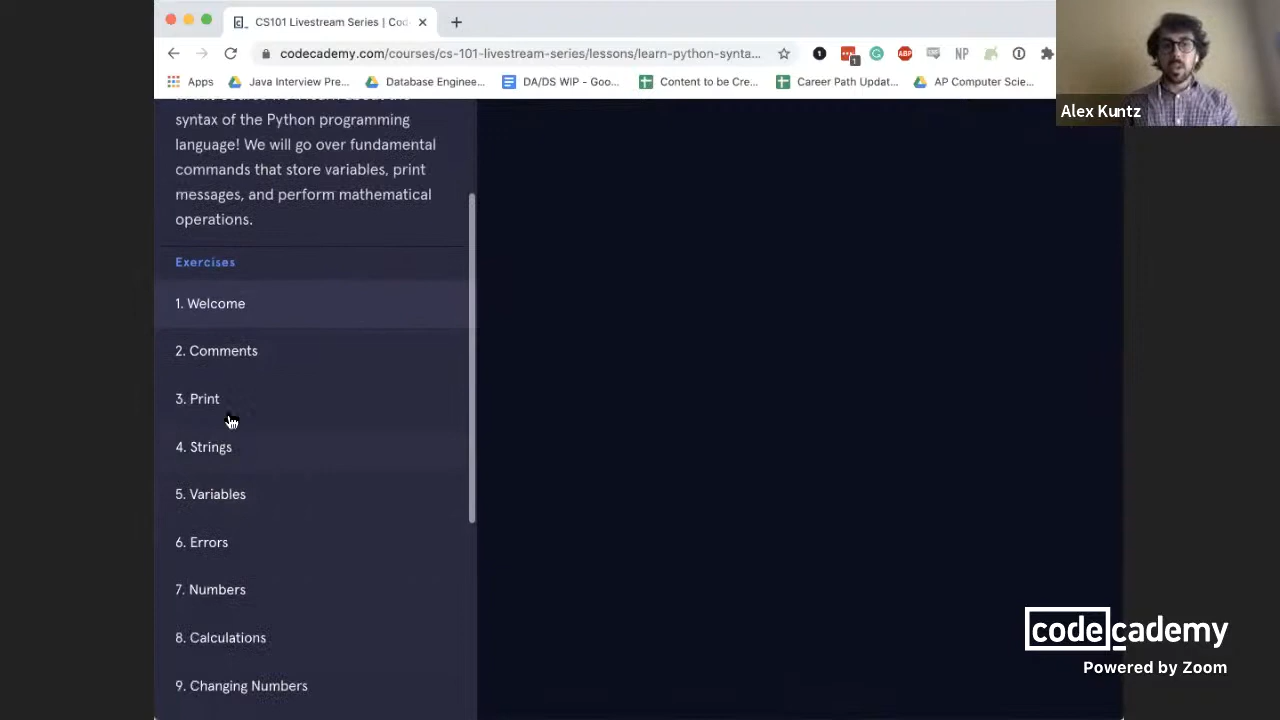 CS101 Livestream Series | Cod
codecademy.com/courses/cs-101-livestream-series/lessons/learn-python-synta...
1
1
ABP
NP
Apps
Java Interview Pre...
Database Enginee...
DA/DS WIP - Goo...
Content to be Cre...
Career Path Updat...
AP Computer Scie...
Alex Kuntz
syntax of the Python programming
language! We will go over fundamental
commands that store variables, print
messages, and perform mathematical
operations.
Exercises
1. Welcome
2. Comments
3. Print
4. Strings
5. Variables
6. Errors
7. Numbers
8. Calculations
9. Changing Numbers
codecademy
Powered by Zoom